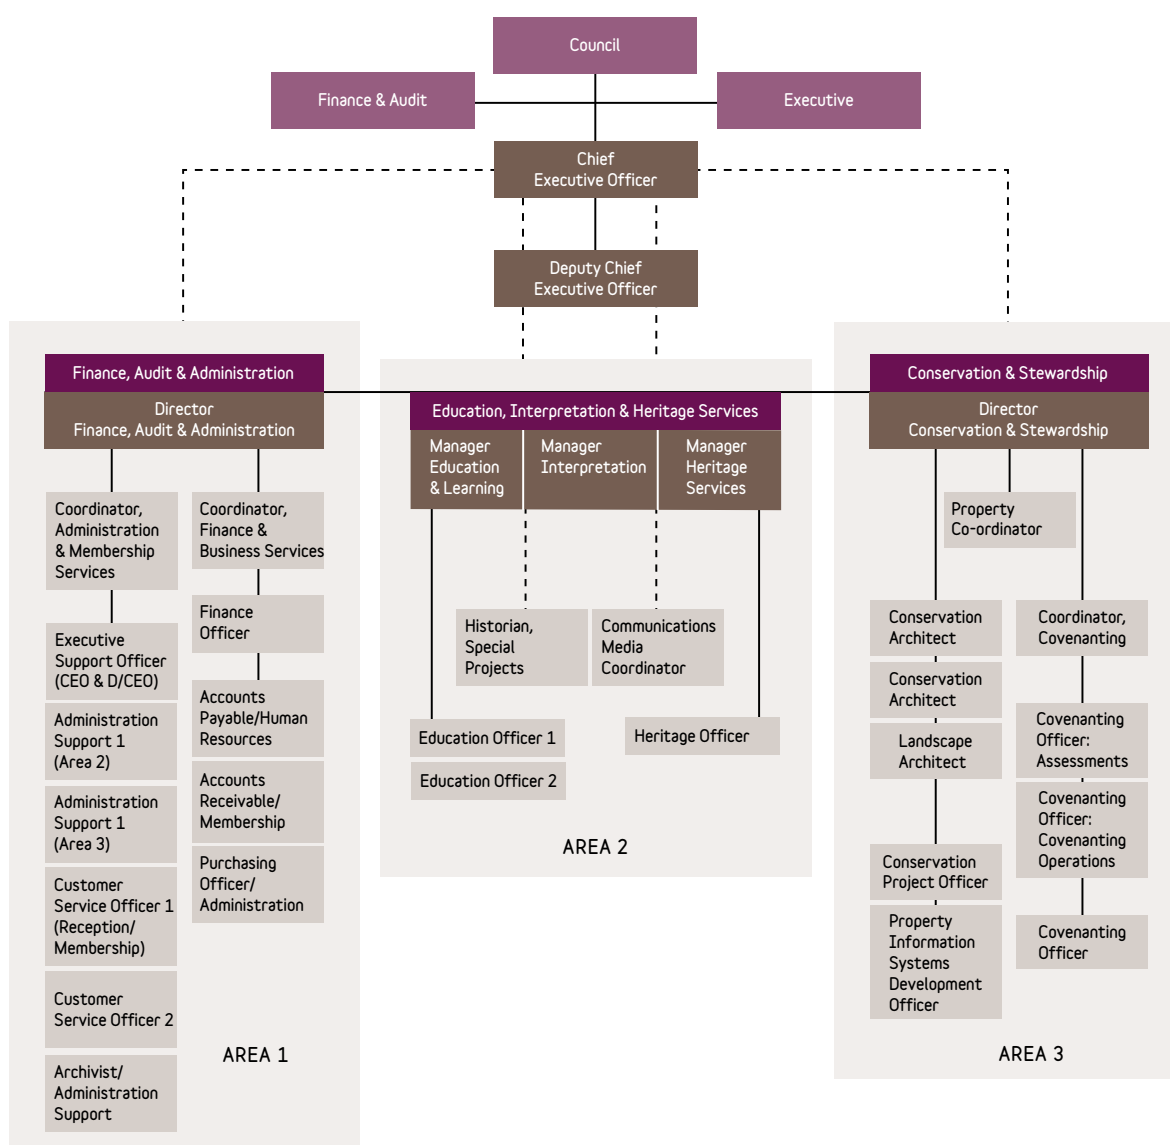 Council
Finance & Audit
Executive
Chief
Executive Officer
Deputy Chief
Executive Officer
Finance, Audit & Administration
Director
Finance, Audit & Administration
Coordinator,
Administration
& Membership
Services
Executive
Support Officer
(CEO & D/CEO)
Administration
Support 1
(Area 2)
Administration
Support 1
(Area 3)
Customer
Service Officer 1
(Reception/
Membership)
Customer
Service Officer 2
Archivist/
Administration
Support
Coordinator,
Finance &
Business Services
Finance
Officer
Accounts
Payable/Human
Resources
Accounts
Receivable/
Membership
Purchasing
Officer/
Administration
AREA 1
Education, Interpretation & Heritage Services
Manager
Education
& Learning
Manager
Interpretation
Manager
Heritage
Services
Historian,
Special
Projects
Communications
Media
Coordinator
Education Officer 1
Education Officer 2
Heritage Officer
AREA 2
Conservation & Stewardship
Director
Conservation & Stewardship
Property
Co-ordinator
Conservation
Architect
Conservation
Architect
Landscape
Architect
Conservation
Project Officer
Property
Information
Systems
Development
Officer
Coordinator,
Covenanting
Covenanting
Officer:
Assessments
Covenanting
Officer:
Covenanting
Operations
Covenanting
Officer
AREA 3